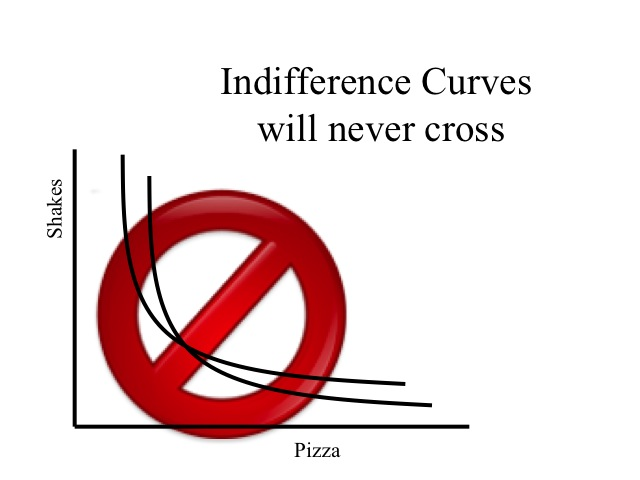 Indifference Curves
will never cross
Shakes
Pizza